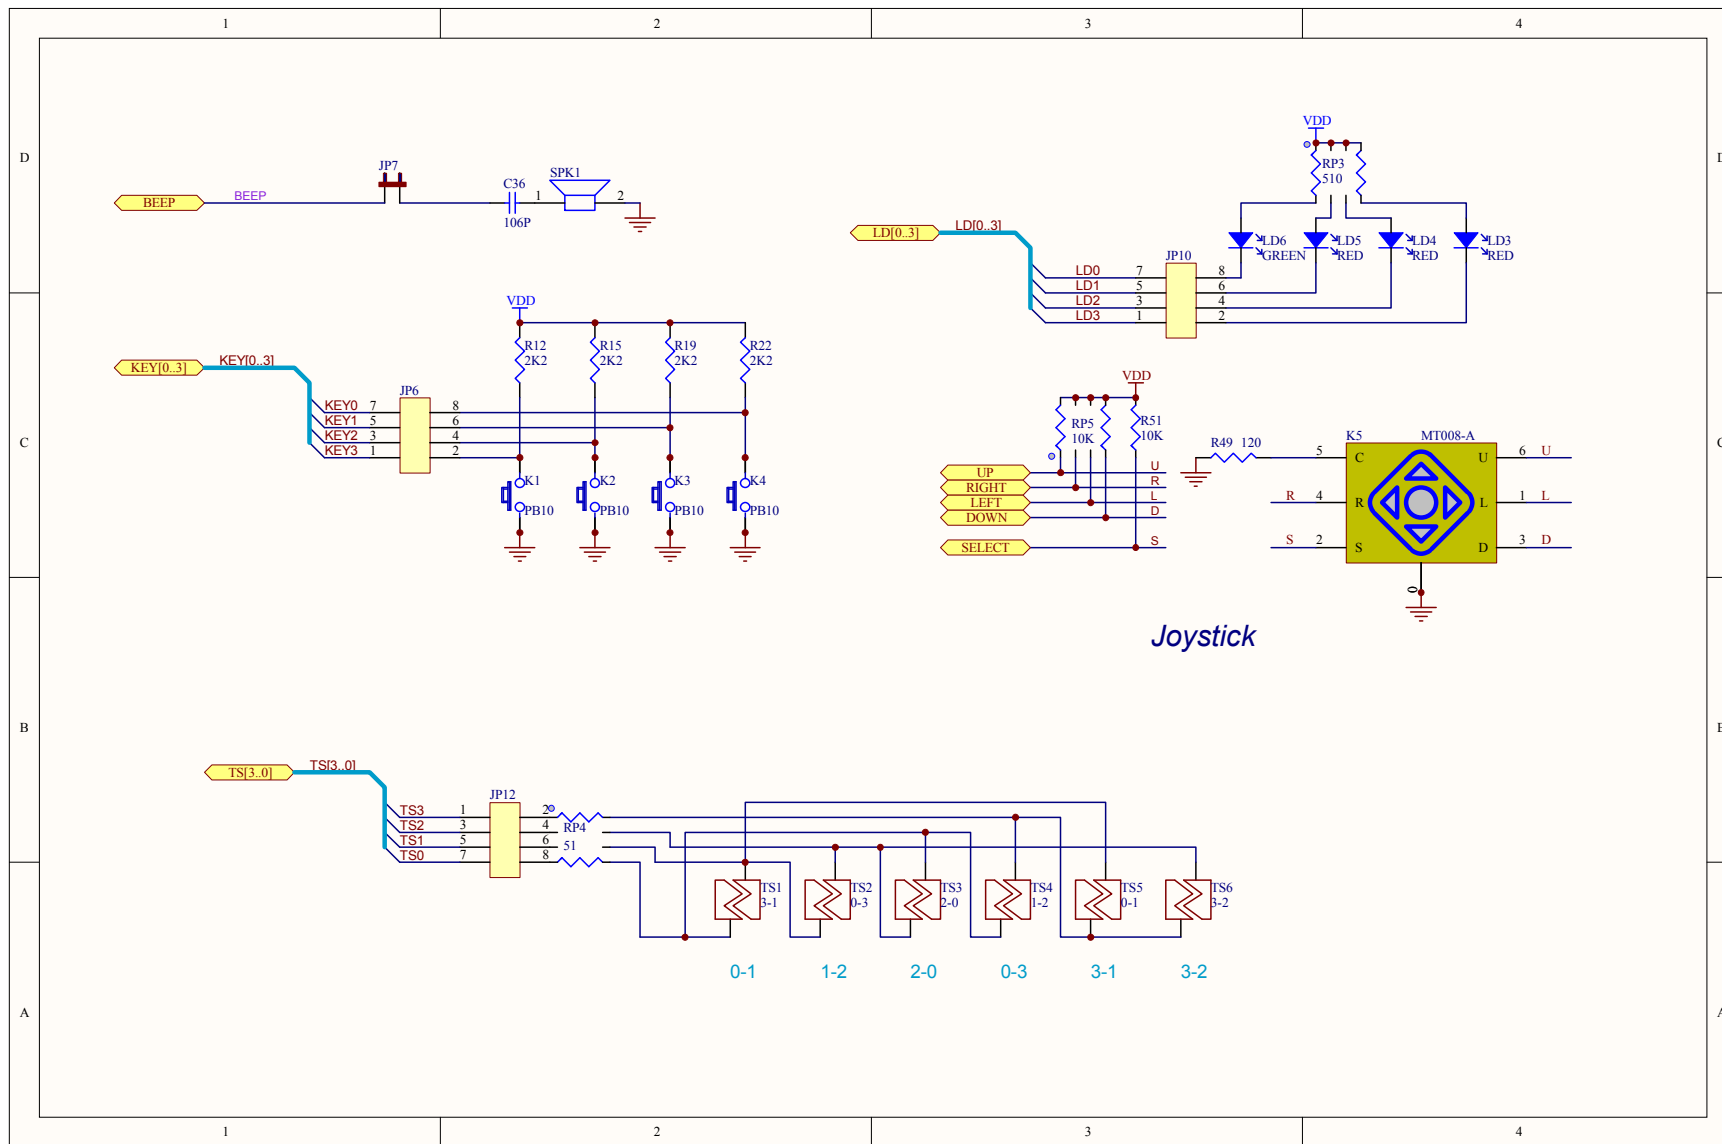 1 2 3 4
D
BEEP
BEEP
JP7
C36
106P
1
SPK1
2
VDD
RP3
510
LD[0..3]
LD[0..3]
LD6
GREEN
LD5
RED
LD4
RED
LD3
RED
JP10
LD0 7 8
LD1 5 6
LD2 3 4
LD3 1 2
C
VDD
R12
2K2
R15
2K2
R19
2K2
R22
2K2
KEY[0..3]
KEY[0..3]
JP6
KEY0 7 8
KEY1 5 6
KEY2 3 4
KEY3 1 2
K1
PB10
K2
PB10
K3
PB10
K4
PB10
VDD
RP5
10K
R51
10K
UP U
RIGHT R
LEFT L
DOWN D
SELECT S
R49 120
K5 MT008-A
5 C U 6 U
R 4 R L 1 L
S 2 S D 3 D
0
Joystick
B
TS[3..0]
TS[3..0]
JP12
TS3 1 2
TS2 3 4
TS1 5 6
TS0 7 8
RP4
51
TS1
3-1
TS2
0-3
TS3
2-0
TS4
1-2
TS5
0-1
TS6
3-2
0-1 1-2 2-0 0-3 3-1 3-2
A
A
1 2 3 4